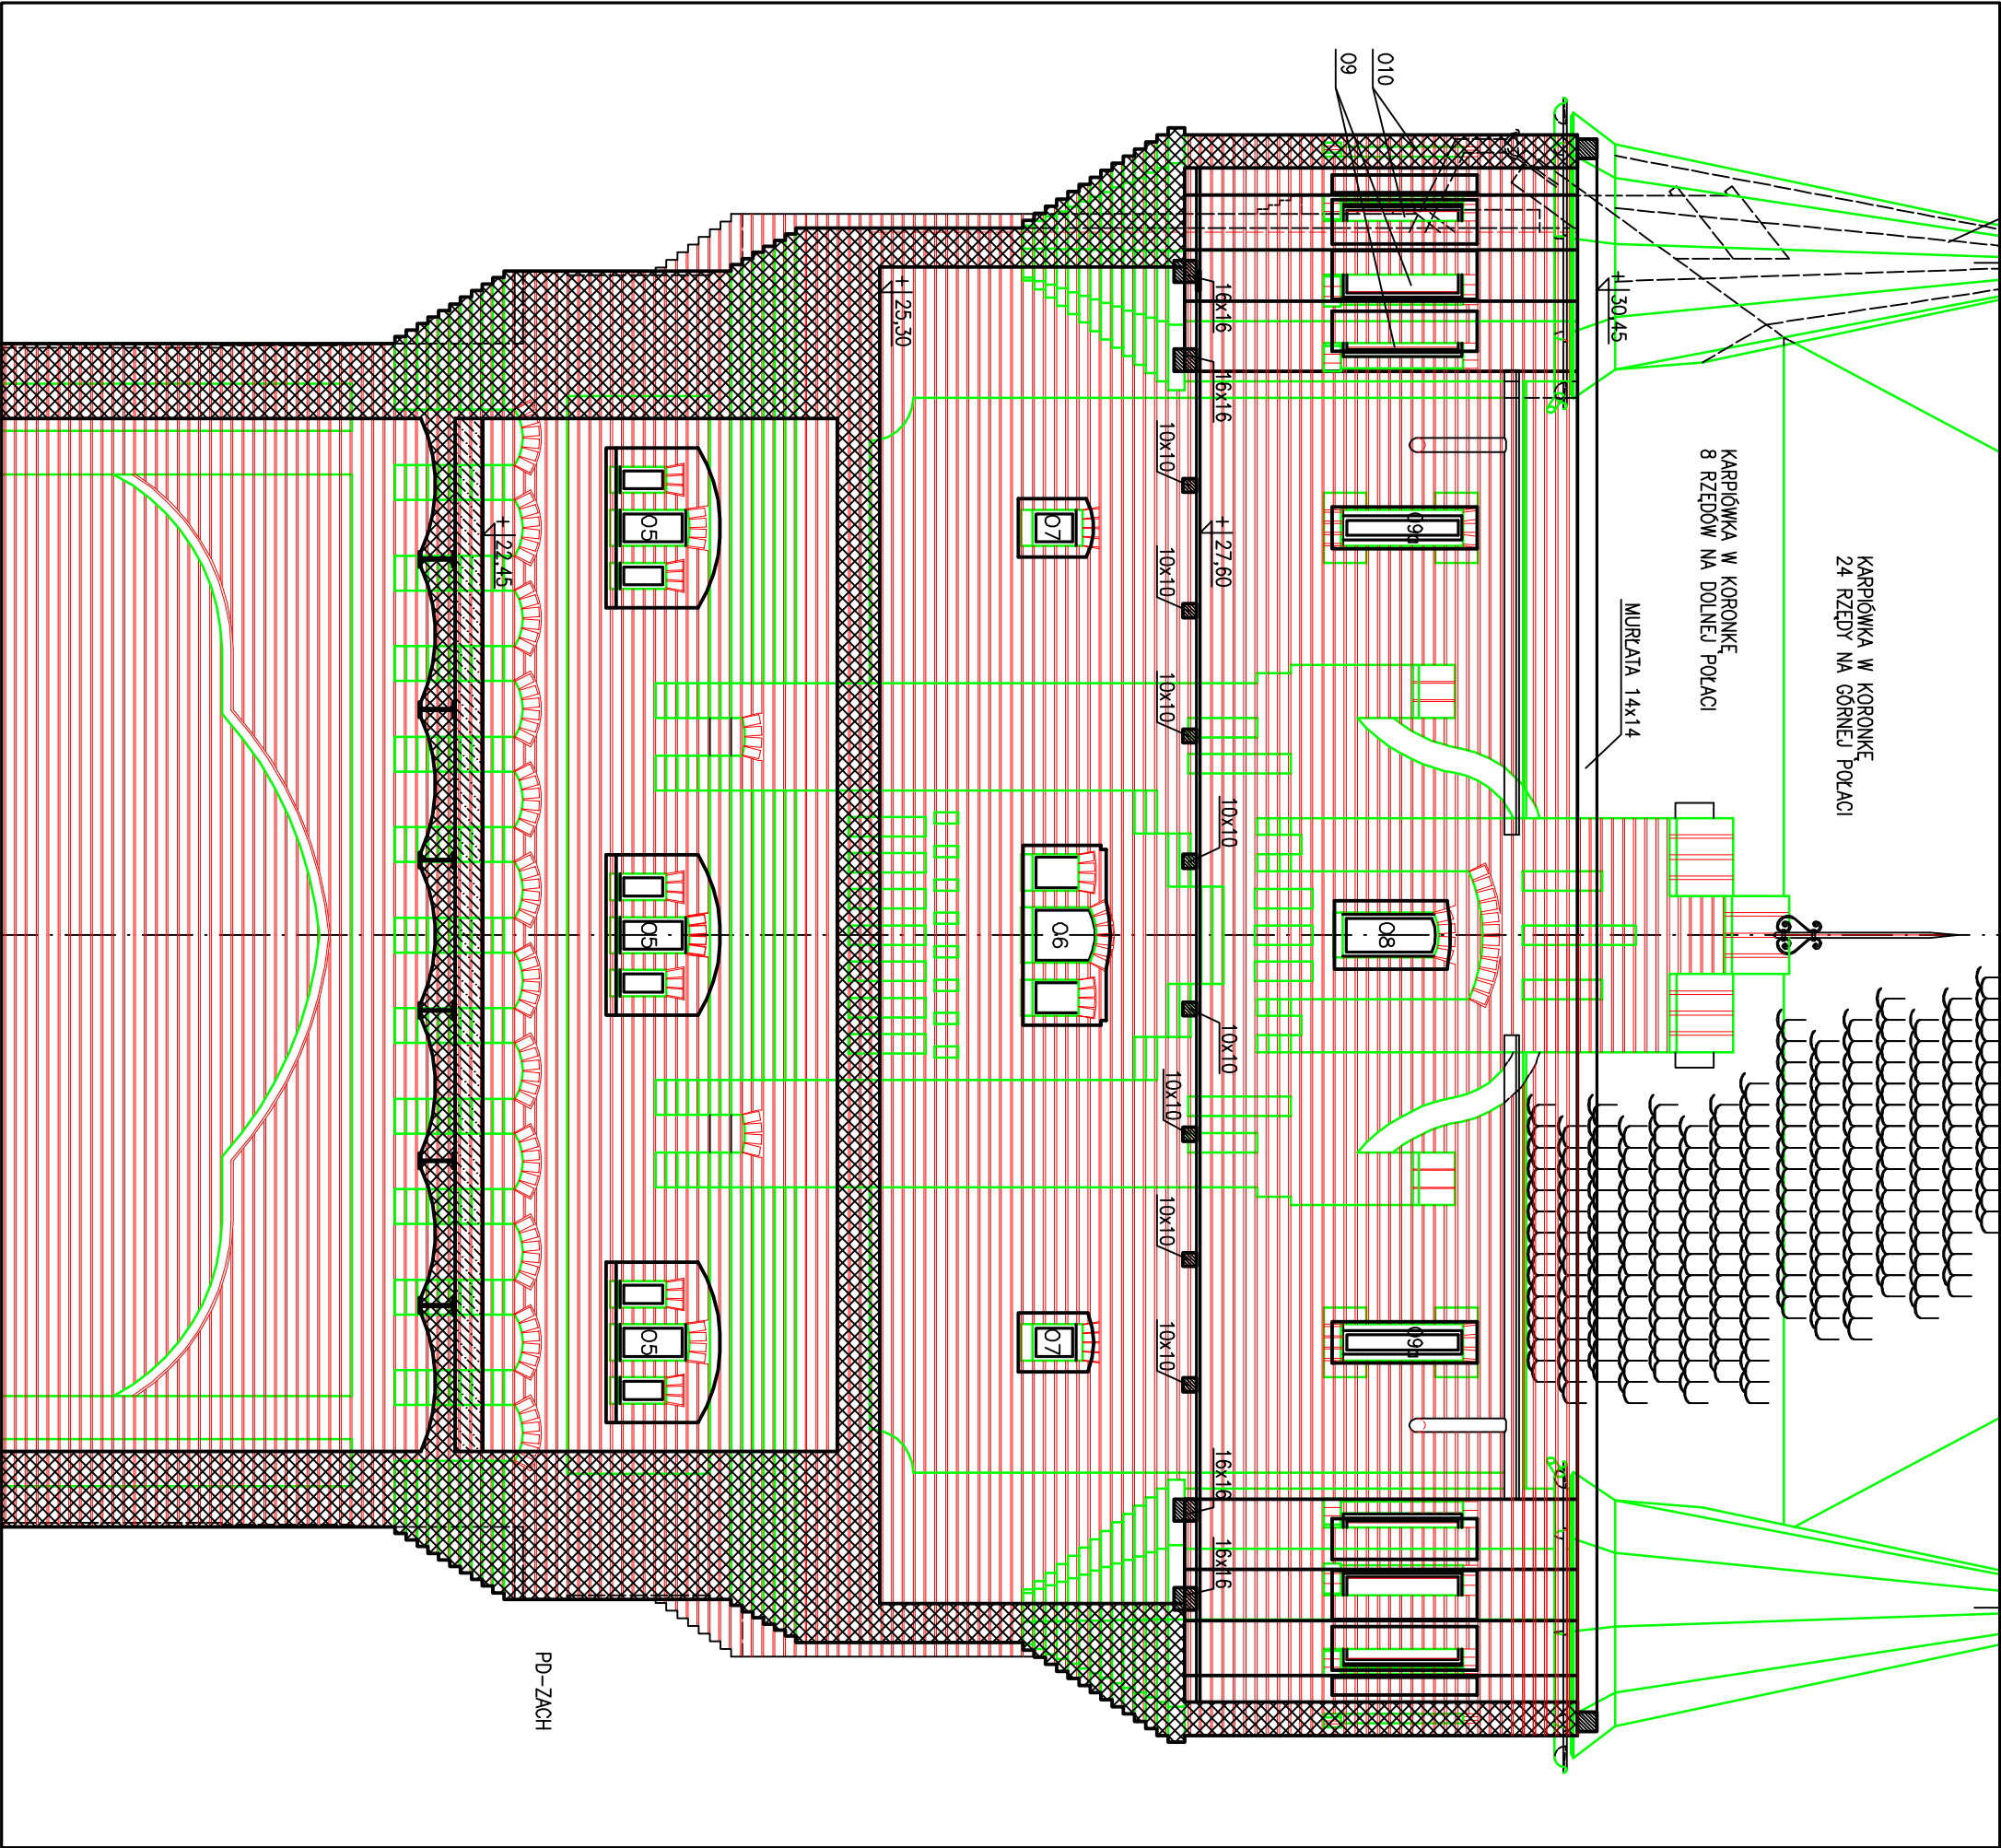 KARPIÓWKA W KORONKĘ
24 RZĘDY NA GÓRNEJ POŁACI
KARPIÓWKA W KORONKĘ
8 RZĘDÓW NA DOLNEJ POŁACI
MURŁATA 14x14
+30,45
O10
O9
O9a
O8
O9a
16x16
16x16
+27,60
10x10
10x10
16x16
16x16
10x10
10x10
10x10
10x10
10x10
10x10
O7
O6
O7
+25,30
O5
O5
O5
PD-ZACH
+22,45